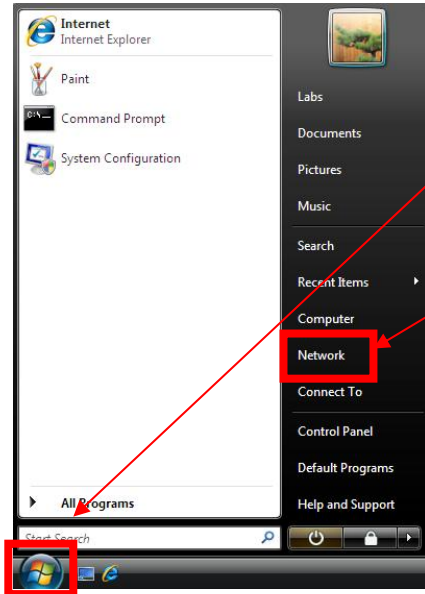 Internet
Internet Explorer
Paint
C:\_
Command Prompt
System Configuration
All Programs
Start Search
Labs
Documents
Pictures
Music
Search
Recent Items
Computer
Network
Connect To
Control Panel
Default Programs
Help and Support